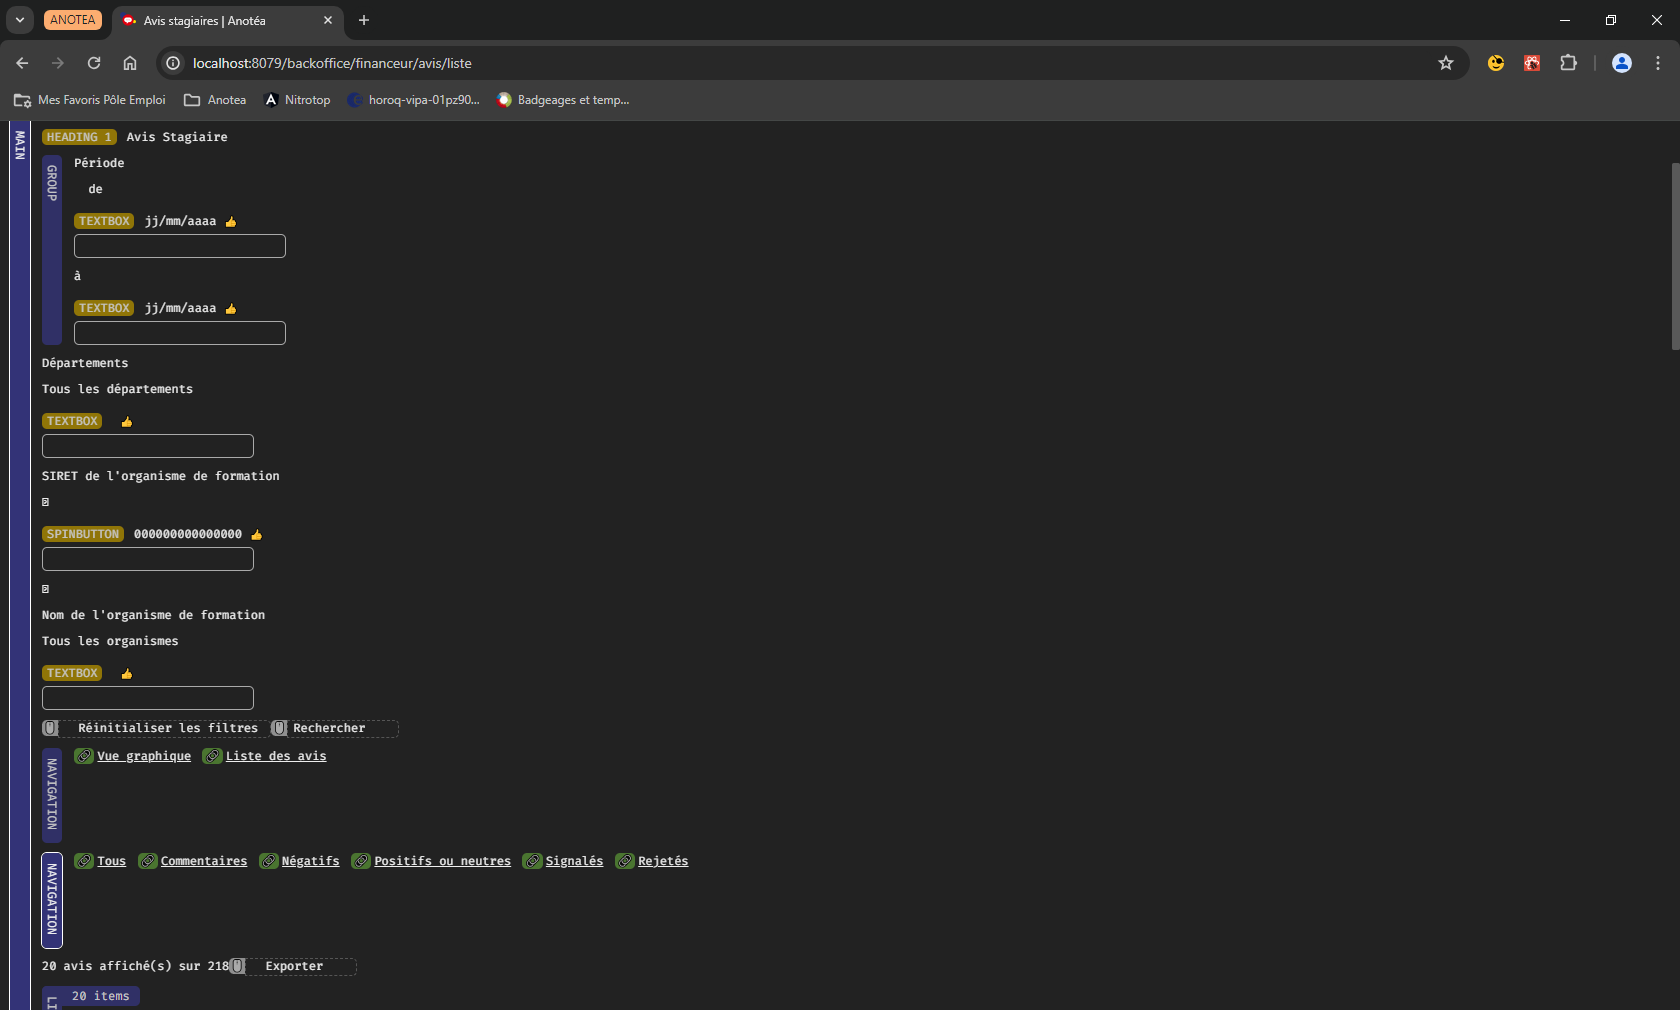 ANOTEA
Avis stagiaires | Anotéa
localhost:8079/backoffice/financeur/avis/liste
Mes Favoris Pôle Emploi Anotea Nitrotop horoq-vipa-01pz90... Badgeages et temp...
MAIN
HEADING 1 Avis Stagiaire
GROUP
Période
de
TEXTBOX jj/mm/aaaa
à
TEXTBOX jj/mm/aaaa
Départements
Tous les départements
TEXTBOX
SIRET de l'organisme de formation
SPINBUTTON 000000000000000
Nom de l'organisme de formation
Tous les organismes
TEXTBOX
Réinitialiser les filtres Rechercher
NAVIGATION
Vue graphique Liste des avis
NAVIGATION
Tous Commentaires Négatifs Positifs ou neutres Signalés Rejetés
20 avis affiché(s) sur 218 Exporter
LI
20 items